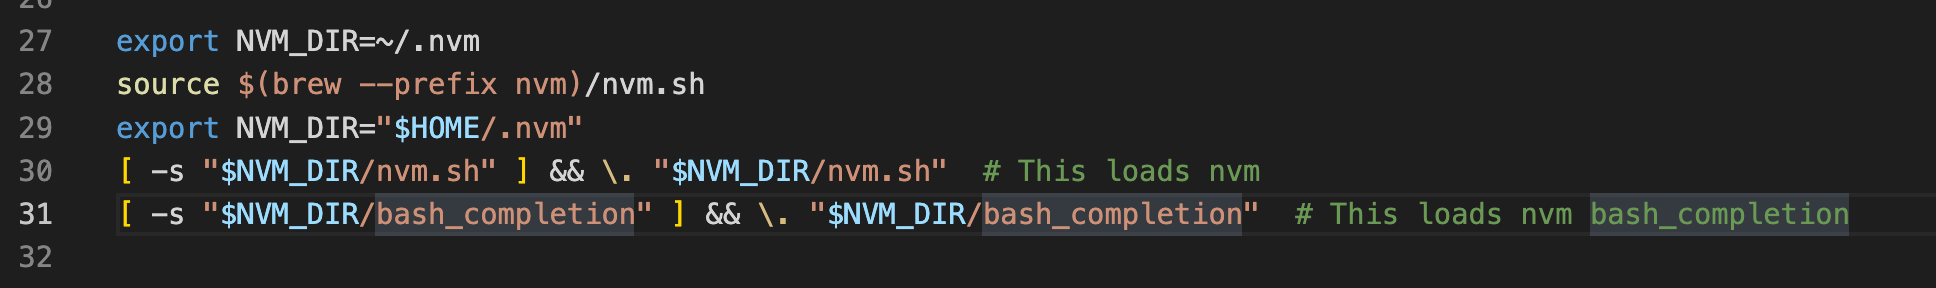 26
27 export NVM_DIR=~/.nvm
28 source $(brew --prefix nvm)/nvm.sh
29 export NVM_DIR="$HOME/.nvm"
30 [ -s "$NVM_DIR/nvm.sh" ] && \. "$NVM_DIR/nvm.sh"  # This loads nvm
31 [ -s "$NVM_DIR/bash_completion" ] && \. "$NVM_DIR/bash_completion"  # This loads nvm bash_completion
32